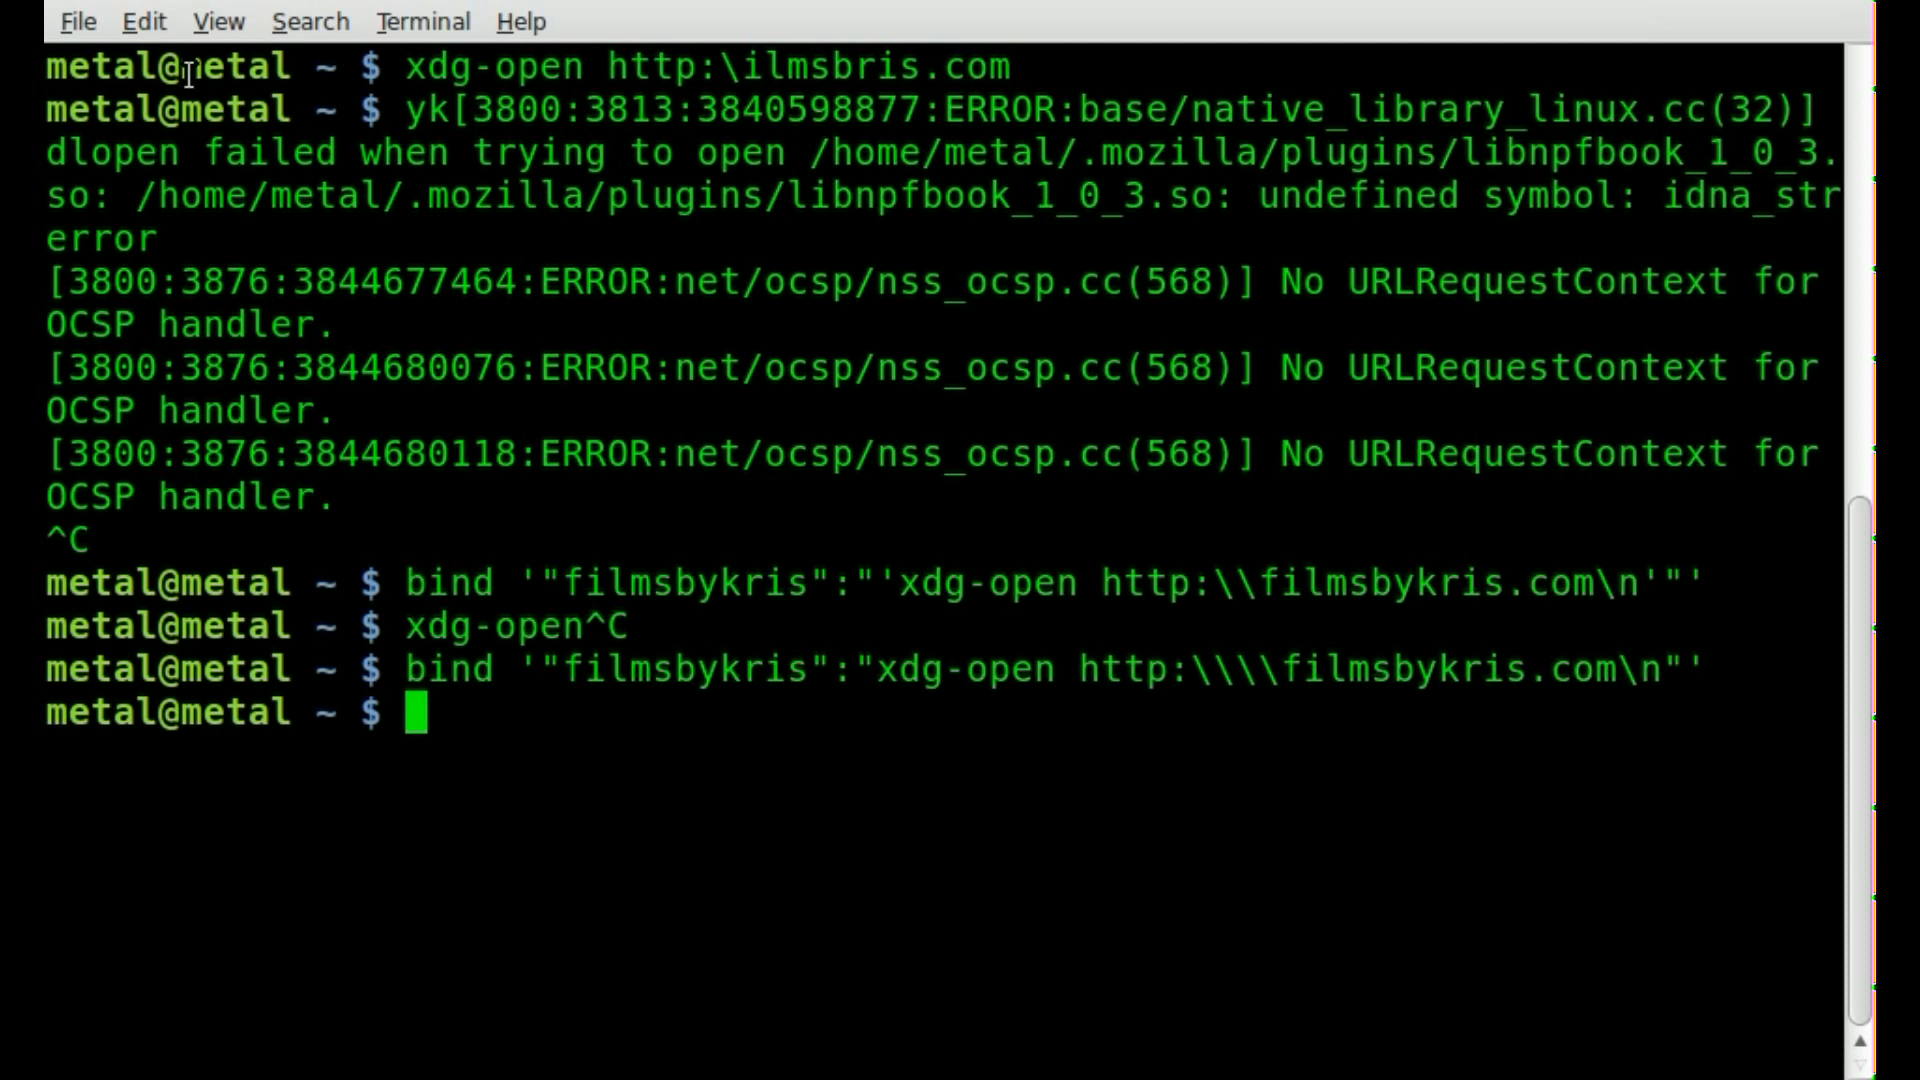 File Edit View Search Terminal Help
metal@metal ~ $ xdg-open http:\ilmsbris.com
metal@metal ~ $ yk[3800:3813:3840598877:ERROR:base/native_library_linux.cc(32)]
dlopen failed when trying to open /home/metal/.mozilla/plugins/libnpfbook_1_0_3.
so: /home/metal/.mozilla/plugins/libnpfbook_1_0_3.so: undefined symbol: idna_str
error
[3800:3876:3844677464:ERROR:net/ocsp/nss_ocsp.cc(568)] No URLRequestContext for
OCSP handler.
[3800:3876:3844680076:ERROR:net/ocsp/nss_ocsp.cc(568)] No URLRequestContext for
OCSP handler.
[3800:3876:3844680118:ERROR:net/ocsp/nss_ocsp.cc(568)] No URLRequestContext for
OCSP handler.
^C
metal@metal ~ $ bind '"filmsbykris":"'xdg-open http:\\filmsbykris.com\n'"'
metal@metal ~ $ xdg-open^C
metal@metal ~ $ bind '"filmsbykris":"xdg-open http:\\\\filmsbykris.com\n"'
metal@metal ~ $